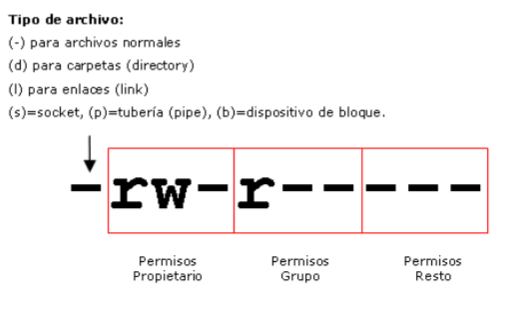 Tipo de archivo:
(-) para archivos normales
(d) para carpetas (directory)
(l) para enlaces (link)
(s)=socket, (p)=tubería (pipe), (b)=dispositivo de bloque.
-rw-r-----
Permisos Permisos Permisos
Propietario Grupo Resto